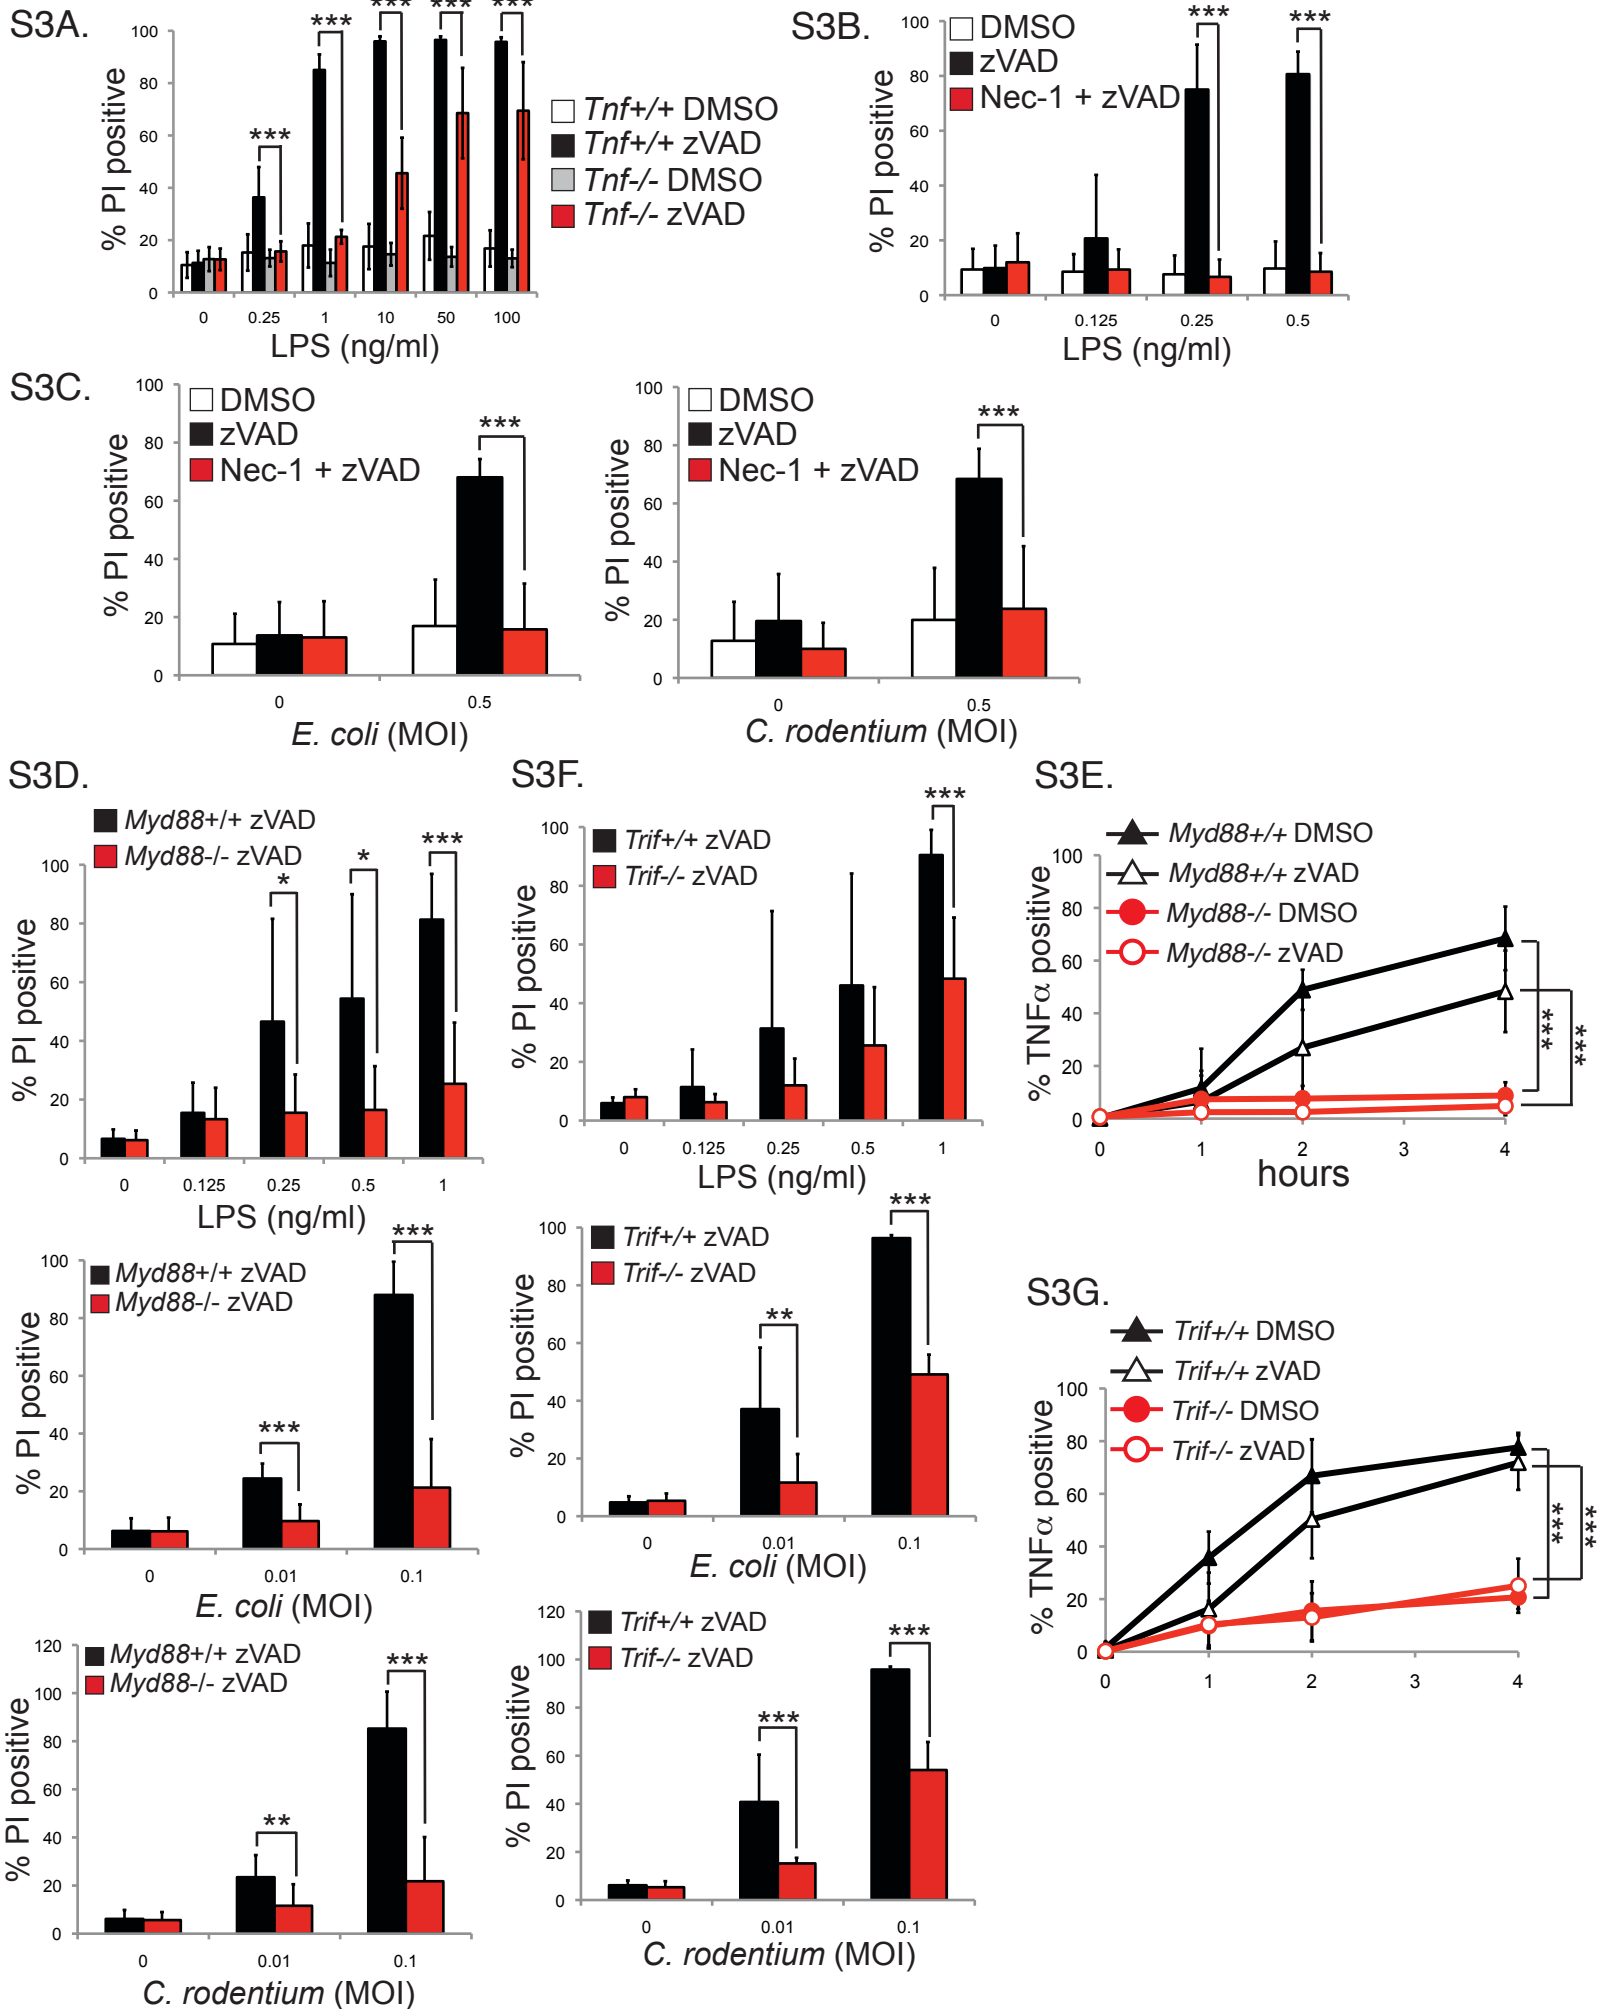 S3A.
*** *** *** *** ***
% PI positive
100
80
60
40
20
0
0 0.25 1 10 50 100
LPS (ng/ml)
Tnf+/+ DMSO
Tnf+/+ zVAD
Tnf-/- DMSO
Tnf-/- zVAD
S3B.
DMSO
zVAD
Nec-1 + zVAD
*** ***
% PI positive
100
80
60
40
20
0
0 0.125 0.25 0.5
LPS (ng/ml)
S3C.
DMSO
zVAD
Nec-1 + zVAD
***
% PI positive
100
80
60
40
20
0
0 0.5
E. coli (MOI)
DMSO
zVAD
Nec-1 + zVAD
***
% PI positive
100
80
60
40
20
0
0 0.5
C. rodentium (MOI)
S3D.
Myd88+/+ zVAD
Myd88-/- zVAD
* * ***
% PI positive
100
80
60
40
20
0
0 0.125 0.25 0.5 1
LPS (ng/ml)
Myd88+/+ zVAD
Myd88-/- zVAD
*** ***
% PI positive
100
80
60
40
20
0
0 0.01 0.1
E. coli (MOI)
Myd88+/+ zVAD
Myd88-/- zVAD
** ***
% PI positive
120
100
80
60
40
20
0
0 0.01 0.1
C. rodentium (MOI)
S3F.
Trif+/+ zVAD
Trif-/- zVAD
***
% PI positive
100
80
60
40
20
0
0 0.125 0.25 0.5 1
LPS (ng/ml)
Trif+/+ zVAD
Trif-/- zVAD
** ***
% PI positive
100
80
60
40
20
0
0 0.01 0.1
E. coli (MOI)
Trif+/+ zVAD
Trif-/- zVAD
*** ***
% PI positive
120
100
80
60
40
20
0
0 0.01 0.1
C. rodentium (MOI)
S3E.
Myd88+/+ DMSO
Myd88+/+ zVAD
Myd88-/- DMSO
Myd88-/- zVAD
% TNFα positive
100
80
60
40
20
0
0 1 2 3 4
hours
*** ***
S3G.
Trif+/+ DMSO
Trif+/+ zVAD
Trif-/- DMSO
Trif-/- zVAD
% TNFα positive
100
80
60
40
20
0
0 1 2 3 4
*** ***